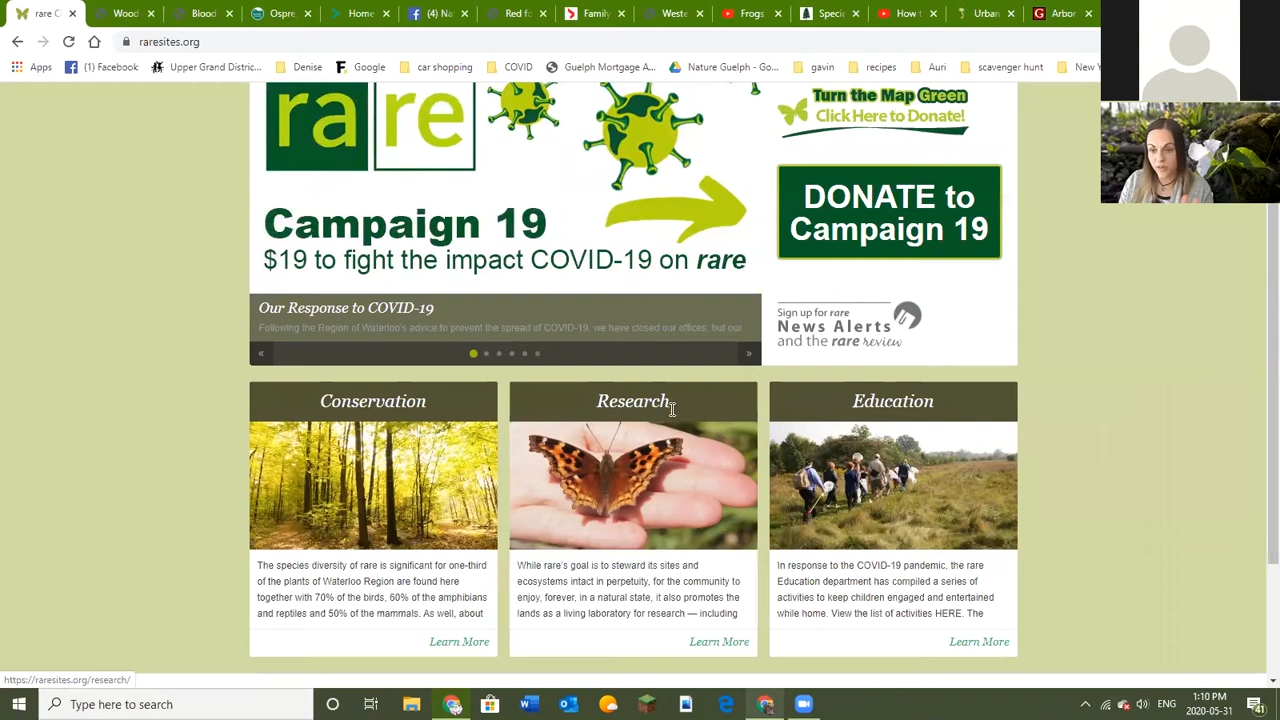 rare C
Wood
Blood
Ospre
Home
(4) Na
Red fo
Family
Weste
Frogs
Specie
How t
Urban
Arbor
raresites.org
Apps
(1) Facebook
Upper Grand Distric...
Denise
Google
car shopping
COVID
Guelph Mortgage A...
Nature Guelph - Go...
gavin
recipes
Auri
scavenger hunt
New Y
rare
Turn the Map Green
Click Here to Donate!
DONATE to
Campaign 19
Campaign 19
$19 to fight the impact COVID-19 on rare
Our Response to COVID-19
Following the Region of Waterloo's advice to prevent the spread of COVID-19, we have closed our offices, but our
«
»
Sign up for rare
News Alerts
and the rare review
Conservation
The species diversity of rare is significant for one-third
of the plants of Waterloo Region are found here
together with 70% of the birds, 60% of the amphibians
and reptiles and 50% of the mammals. As well, about
Learn More
Research
While rare's goal is to steward its sites and
ecosystems intact in perpetuity, for the community to
enjoy, forever, in a natural state, it also promotes the
lands as a living laboratory for research — including
Learn More
Education
In response to the COVID-19 pandemic, the rare
Education department has compiled a series of
activities to keep children engaged and entertained
while home. View the list of activities HERE. The
Learn More
https://raresites.org/research/
Type here to search
ENG
1:10 PM
2020-05-31
41